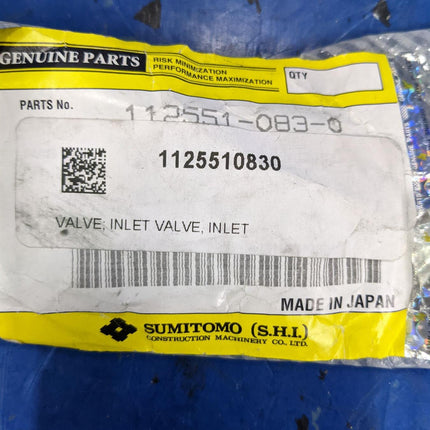 GENUINE PARTS
RISK MINIMIZATION
PERFORMANCE MAXIMIZATION
QTY
PARTS No.
112551-083-0
1125510830
VALVE; INLET VALVE, INLET
MADE IN JAPAN
SUMITOMO (S.H.I.)
CONSTRUCTION MACHINERY CO., LTD.